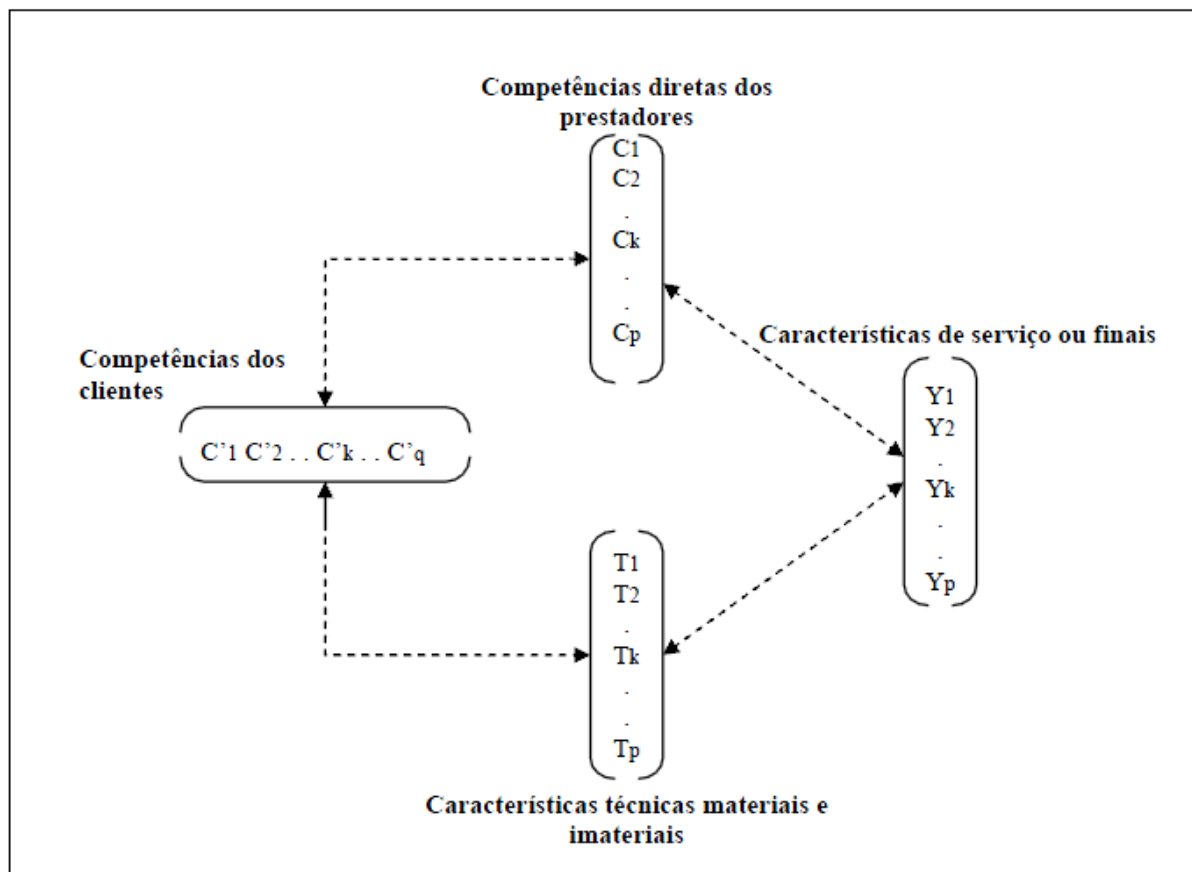 Competências diretas dos
prestadores
C1
C2
.
Ck
.
.
Cp
Características de serviço ou finais
Y1
Y2
.
Yk
.
.
Yp
Competências dos
clientes
C'1 C'2 . . C'k . . C'q
T1
T2
.
Tk
.
.
Tp
Características técnicas materiais e
imateriais